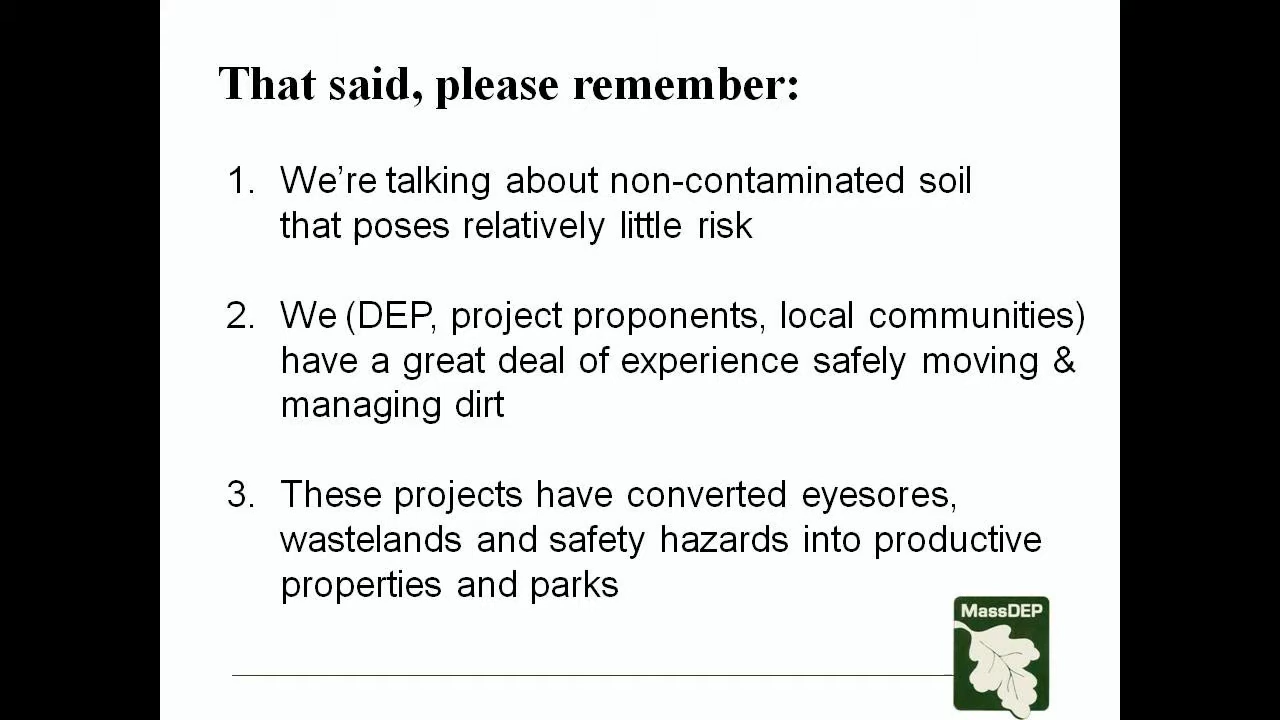 That said, please remember:
1. We’re talking about non-contaminated soil
that poses relatively little risk
2. We (DEP, project proponents, local communities)
have a great deal of experience safely moving &
managing dirt
3. These projects have converted eyesores,
wastelands and safety hazards into productive
properties and parks
MassDEP